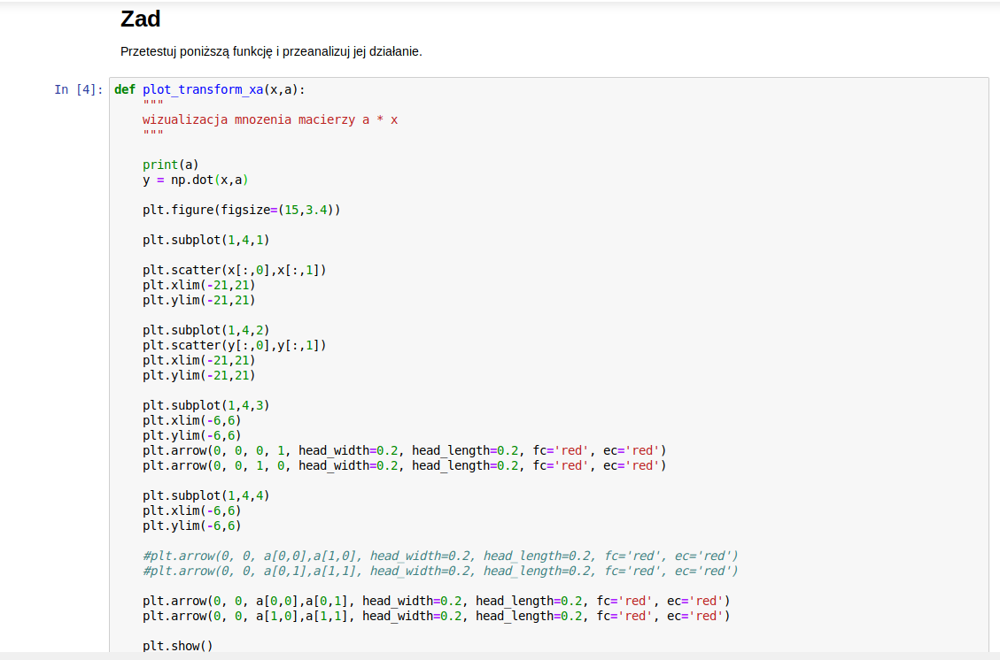 Zad
Przetestuj poniższą funkcję i przeanalizuj jej działanie.
In [4]: def plot_transform_xa(x,a):
    """
    wizualizacja mnozenia macierzy a * x
    """
    print(a)
    y = np.dot(x,a)
    plt.figure(figsize=(15,3.4))
    plt.subplot(1,4,1)
    plt.scatter(x[:,0],x[:,1])
    plt.xlim(-21,21)
    plt.ylim(-21,21)
    plt.subplot(1,4,2)
    plt.scatter(y[:,0],y[:,1])
    plt.xlim(-21,21)
    plt.ylim(-21,21)
    plt.subplot(1,4,3)
    plt.xlim(-6,6)
    plt.ylim(-6,6)
    plt.arrow(0, 0, 0, 1, head_width=0.2, head_length=0.2, fc='red', ec='red')
    plt.arrow(0, 0, 1, 0, head_width=0.2, head_length=0.2, fc='red', ec='red')
    plt.subplot(1,4,4)
    plt.xlim(-6,6)
    plt.ylim(-6,6)
    #plt.arrow(0, 0, a[0,0],a[1,0], head_width=0.2, head_length=0.2, fc='red', ec='red')
    #plt.arrow(0, 0, a[0,1],a[1,1], head_width=0.2, head_length=0.2, fc='red', ec='red')
    plt.arrow(0, 0, a[0,0],a[0,1], head_width=0.2, head_length=0.2, fc='red', ec='red')
    plt.arrow(0, 0, a[1,0],a[1,1], head_width=0.2, head_length=0.2, fc='red', ec='red')
    plt.show()